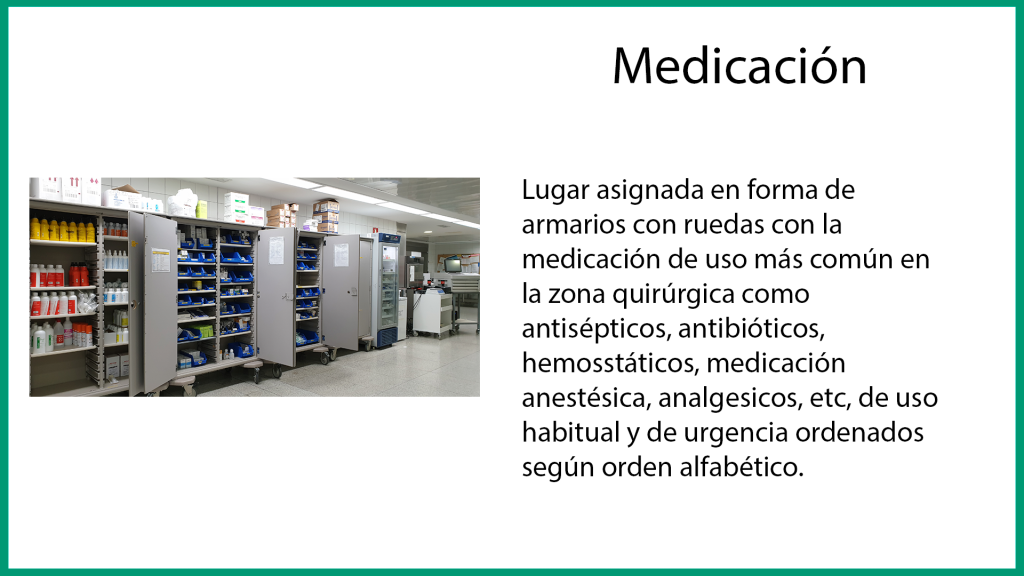 Medicación
Lugar asignada en forma de
armarios con ruedas con la
medicación de uso más común en
la zona quirúrgica como
antisépticos, antibióticos,
hemosstáticos, medicación
anestésica, analgesicos, etc, de uso
habitual y de urgencia ordenados
según orden alfabético.